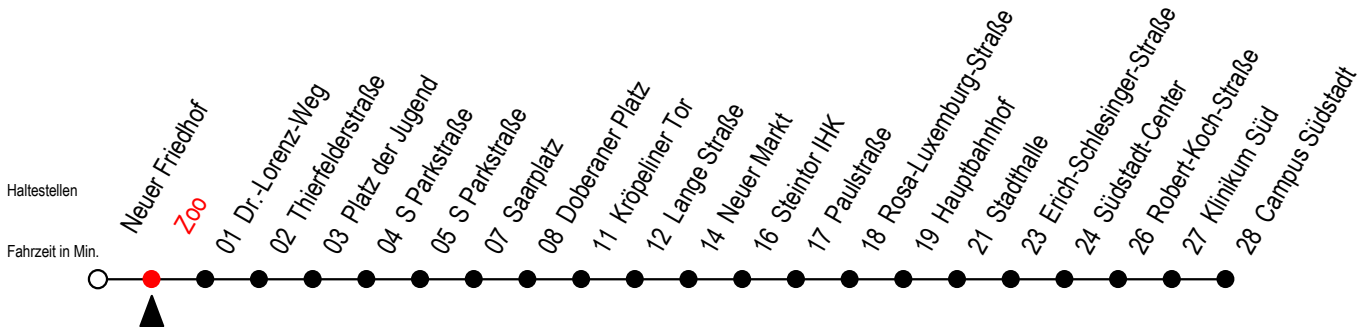 Haltestellen
Fahrzeit in Min.
Neuer Friedhof
Zoo
01 Dr.-Lorenz-Weg
02 Thierfelderstraße
03 Platz der Jugend
04 S Parkstraße
05 S Parkstraße
07 Saarplatz
08 Doberaner Platz
11 Kröpeliner Tor
12 Lange Straße
14 Neuer Markt
16 Steintor IHK
17 Paulstraße
18 Rosa-Luxemburg-Straße
19 Hauptbahnhof
21 Stadthalle
23 Erich-Schlesinger-Straße
24 Südstadt-Center
26 Robert-Koch-Straße
27 Klinikum Süd
28 Campus Südstadt